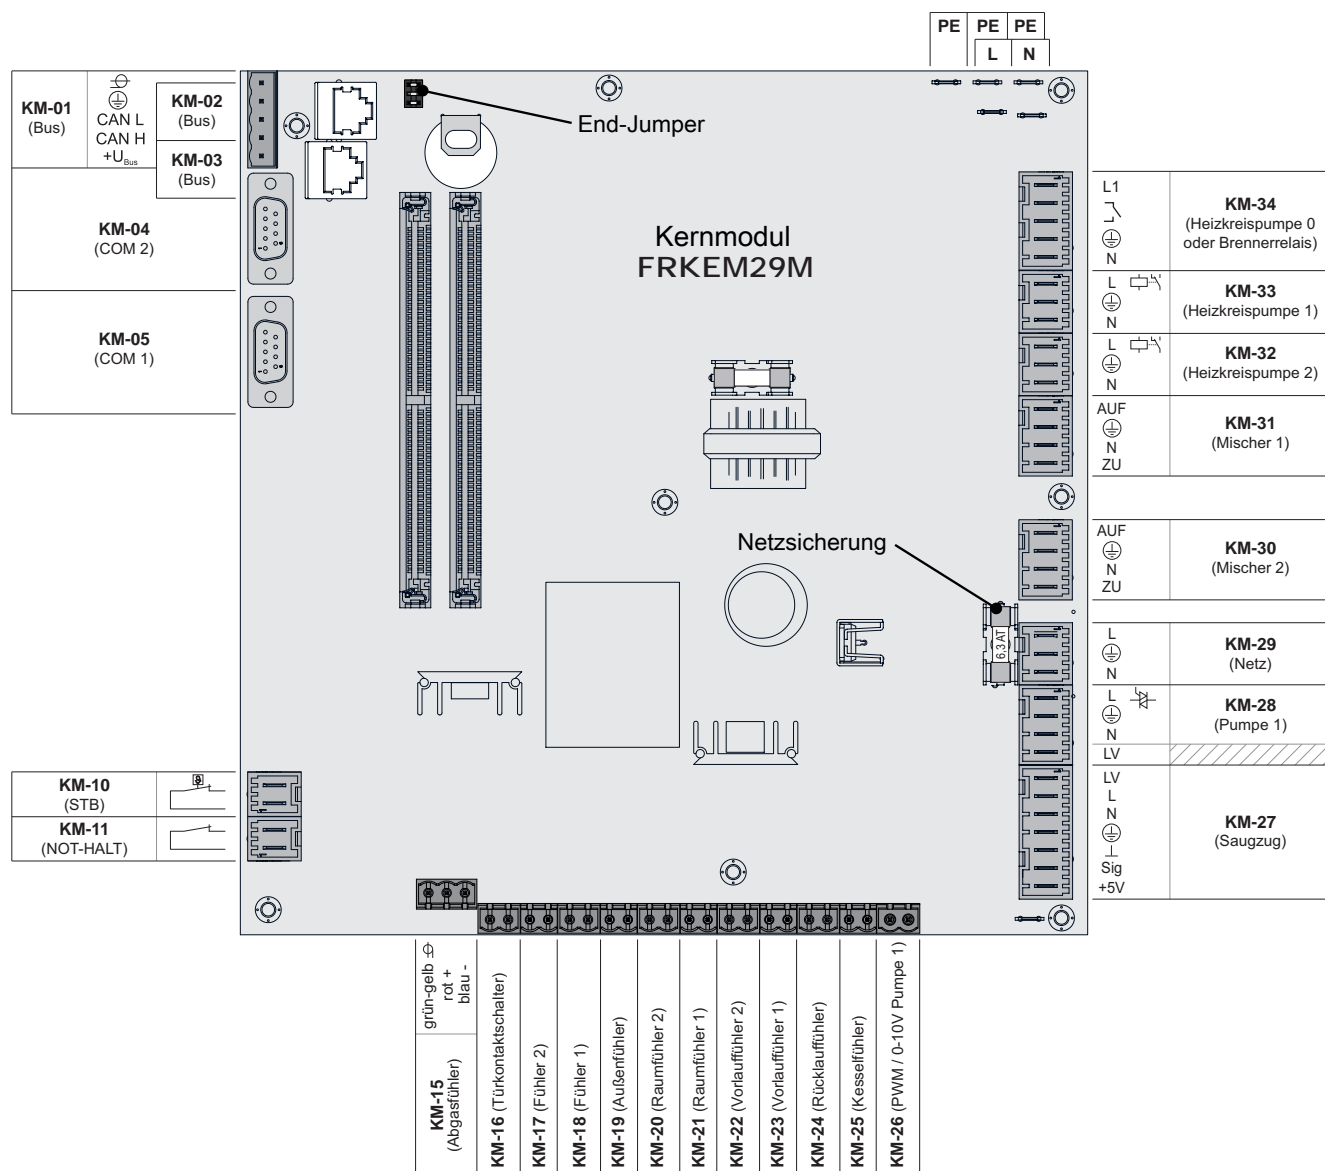 PE PE PE
L N
KM-01
(Bus)
CAN L
CAN H
+U Bus
KM-02
(Bus)
KM-03
(Bus)
KM-04
(COM 2)
KM-05
(COM 1)
End-Jumper
Kernmodul
FRKEM29M
Netzsicherung
6,3 AT
L1
N
KM-34
(Heizkreispumpe 0
oder Brennerrelais)
L
N
KM-33
(Heizkreispumpe 1)
L
N
KM-32
(Heizkreispumpe 2)
AUF
N
ZU
KM-31
(Mischer 1)
AUF
N
ZU
KM-30
(Mischer 2)
L
N
KM-29
(Netz)
L
N
LV
KM-28
(Pumpe 1)
LV
L
N
Sig
+5V
KM-27
(Saugzug)
KM-10
(STB)
KM-11
(NOT-HALT)
grün-gelb
rot +
blau -
KM-15
(Abgasfühler)
KM-16 (Türkontaktschalter)
KM-17 (Fühler 2)
KM-18 (Fühler 1)
KM-19 (Außenfühler)
KM-20 (Raumfühler 2)
KM-21 (Raumfühler 1)
KM-22 (Vorlauffühler 2)
KM-23 (Vorlauffühler 1)
KM-24 (Rücklauffühler)
KM-25 (Kesselfühler)
KM-26 (PWM / 0-10V Pumpe 1)